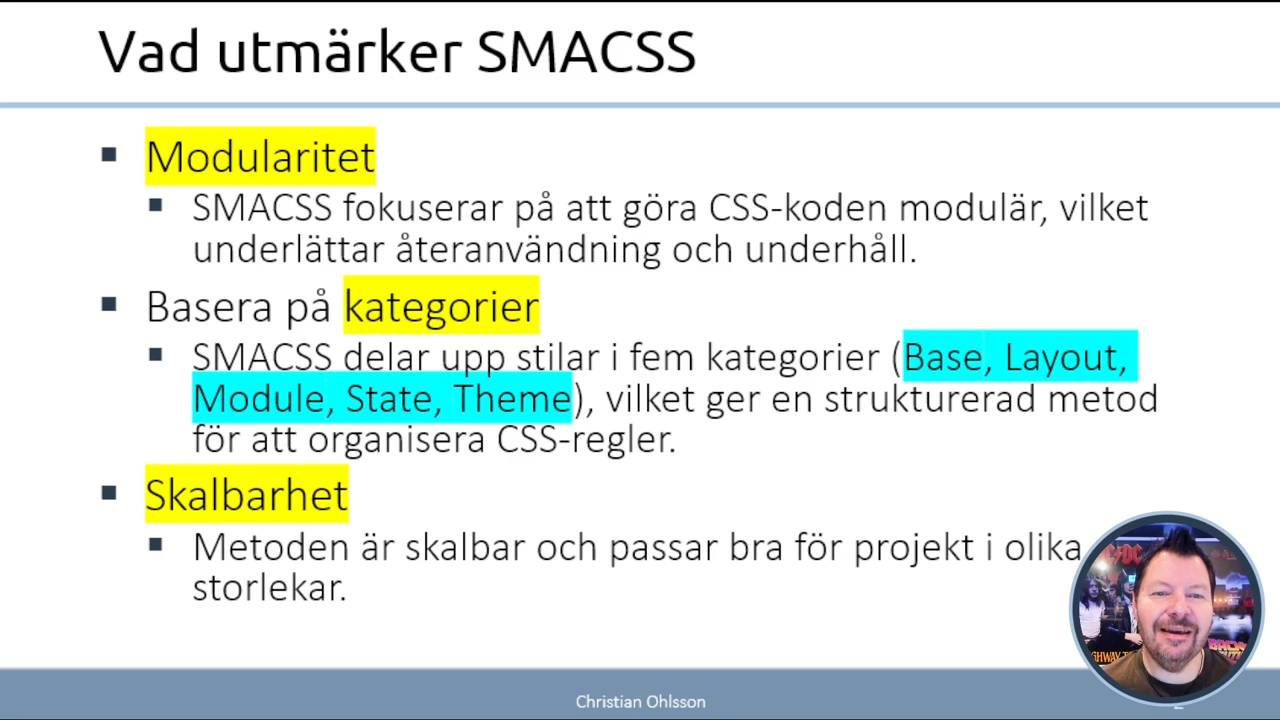 Vad utmärker SMACSS
Modularitet
SMACSS fokuserar på att göra CSS-koden modulär, vilket
underlättar återanvändning och underhåll.
Basera på kategorier
SMACSS delar upp stilar i fem kategorier (Base, Layout,
Module, State, Theme), vilket ger en strukturerad metod
för att organisera CSS-regler.
Skalbarhet
Metoden är skalbar och passar bra för projekt i olika
storlekar.
Christian Ohlsson